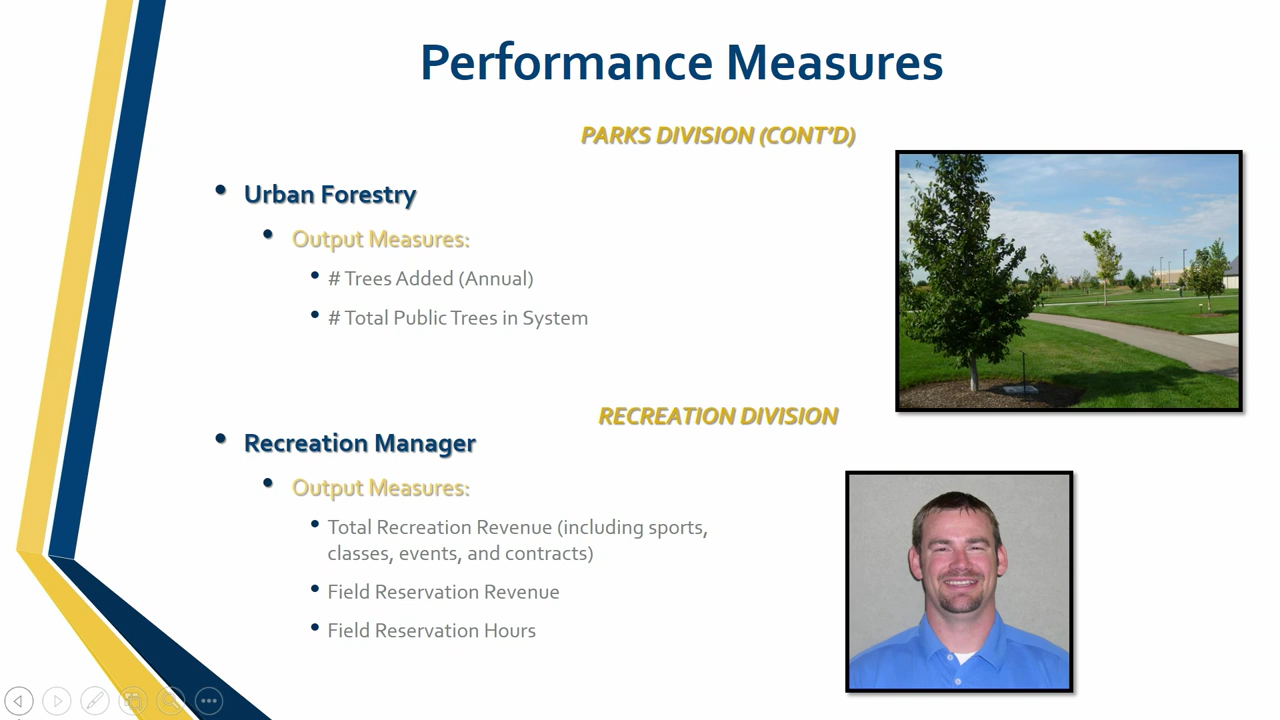 Performance Measures
PARKS DIVISION (CONT'D)
Urban Forestry
Output Measures:
# Trees Added (Annual)
# Total Public Trees in System
RECREATION DIVISION
Recreation Manager
Output Measures:
Total Recreation Revenue (including sports,
classes, events, and contracts)
Field Reservation Revenue
Field Reservation Hours